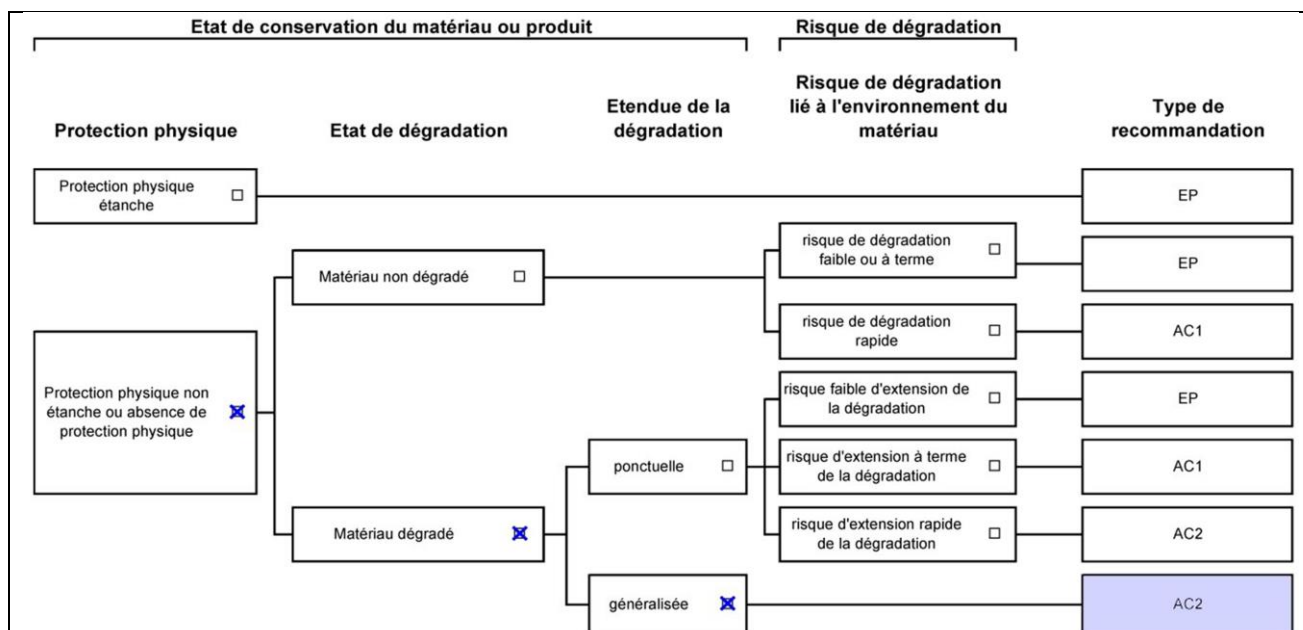 Etat de conservation du matériau ou produit
Risque de dégradation
Protection physique
Etat de dégradation
Etendue de la
dégradation
Risque de dégradation
lié à l'environnement du
matériau
Type de
recommandation
Protection physique
étanche
EP
Matériau non dégradé
risque de dégradation
faible ou à terme
EP
risque de dégradation
rapide
AC1
Protection physique non
étanche ou absence de
protection physique
risque faible d'extension de
la dégradation
EP
ponctuelle
risque d'extension à terme
de la dégradation
AC1
Matériau dégradé
risque d'extension rapide
de la dégradation
AC2
généralisée
AC2